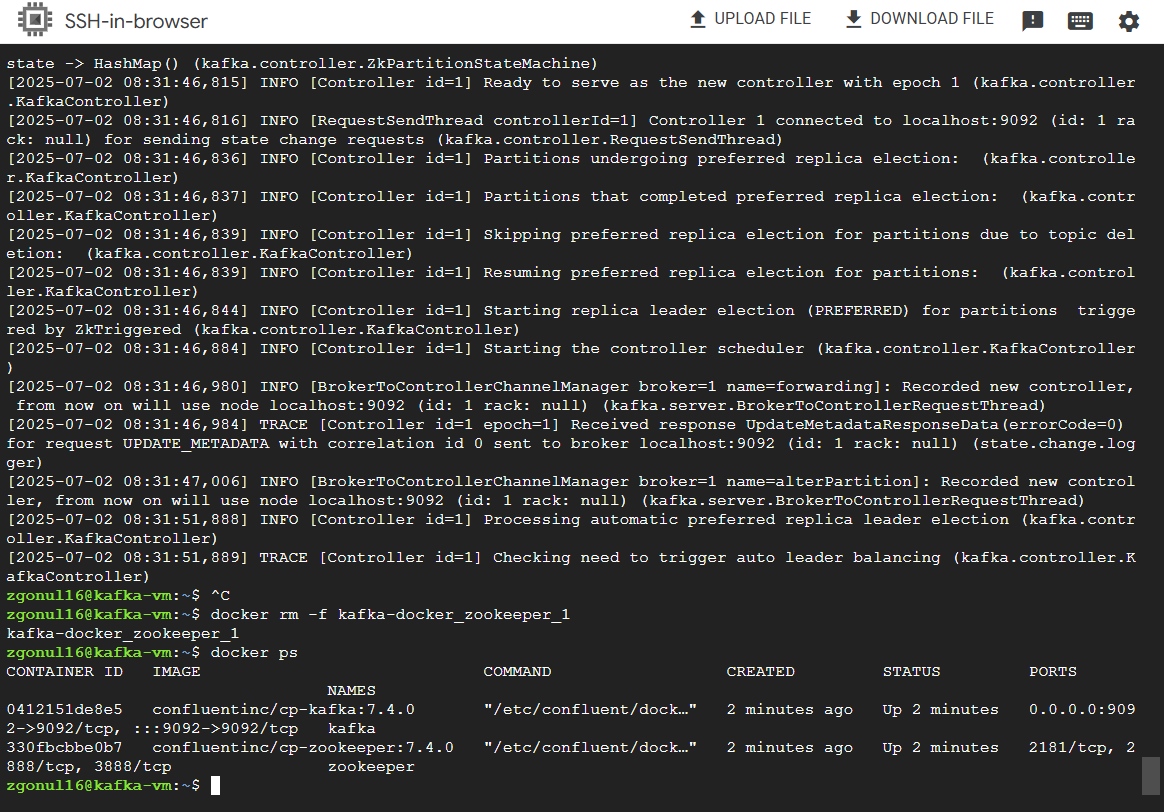 SSH-in-browser
UPLOAD FILE
DOWNLOAD FILE
state -> HashMap() (kafka.controller.ZkPartitionStateMachine)
[2025-07-02 08:31:46,815] INFO [Controller id=1] Ready to serve as the new controller with epoch 1 (kafka.controller
.KafkaController)
[2025-07-02 08:31:46,816] INFO [RequestSendThread controllerId=1] Controller 1 connected to localhost:9092 (id: 1 ra
ck: null) for sending state change requests (kafka.controller.RequestSendThread)
[2025-07-02 08:31:46,836] INFO [Controller id=1] Partitions undergoing preferred replica election:  (kafka.controlle
r.KafkaController)
[2025-07-02 08:31:46,837] INFO [Controller id=1] Partitions that completed preferred replica election:  (kafka.contr
oller.KafkaController)
[2025-07-02 08:31:46,839] INFO [Controller id=1] Skipping preferred replica election for partitions due to topic del
etion:  (kafka.controller.KafkaController)
[2025-07-02 08:31:46,839] INFO [Controller id=1] Resuming preferred replica election for partitions:  (kafka.control
ler.KafkaController)
[2025-07-02 08:31:46,844] INFO [Controller id=1] Starting replica leader election (PREFERRED) for partitions  trigge
red by ZkTriggered (kafka.controller.KafkaController)
[2025-07-02 08:31:46,884] INFO [Controller id=1] Starting the controller scheduler (kafka.controller.KafkaController
)
[2025-07-02 08:31:46,980] INFO [BrokerToControllerChannelManager broker=1 name=forwarding]: Recorded new controller,
 from now on will use node localhost:9092 (id: 1 rack: null) (kafka.server.BrokerToControllerRequestThread)
[2025-07-02 08:31:46,984] TRACE [Controller id=1 epoch=1] Received response UpdateMetadataResponseData(errorCode=0)
for request UPDATE_METADATA with correlation id 0 sent to broker localhost:9092 (id: 1 rack: null) (state.change.log
ger)
[2025-07-02 08:31:47,006] INFO [BrokerToControllerChannelManager broker=1 name=alterPartition]: Recorded new control
ler, from now on will use node localhost:9092 (id: 1 rack: null) (kafka.server.BrokerToControllerRequestThread)
[2025-07-02 08:31:51,888] INFO [Controller id=1] Processing automatic preferred replica leader election (kafka.contr
oller.KafkaController)
[2025-07-02 08:31:51,889] TRACE [Controller id=1] Checking need to trigger auto leader balancing (kafka.controller.K
afkaController)
zgonul16@kafka-vm:~$ ^C
zgonul16@kafka-vm:~$ docker rm -f kafka-docker_zookeeper_1
kafka-docker_zookeeper_1
zgonul16@kafka-vm:~$ docker ps
CONTAINER ID   IMAGE                             COMMAND                  CREATED         STATUS         PORTS
                                 NAMES
0412151de8e5   confluentinc/cp-kafka:7.4.0       "/etc/confluent/dock…"   2 minutes ago   Up 2 minutes   0.0.0.0:909
2->9092/tcp, :::9092->9092/tcp   kafka
330fbcbbe0b7   confluentinc/cp-zookeeper:7.4.0   "/etc/confluent/dock…"   2 minutes ago   Up 2 minutes   2181/tcp, 2
888/tcp, 3888/tcp                zookeeper
zgonul16@kafka-vm:~$